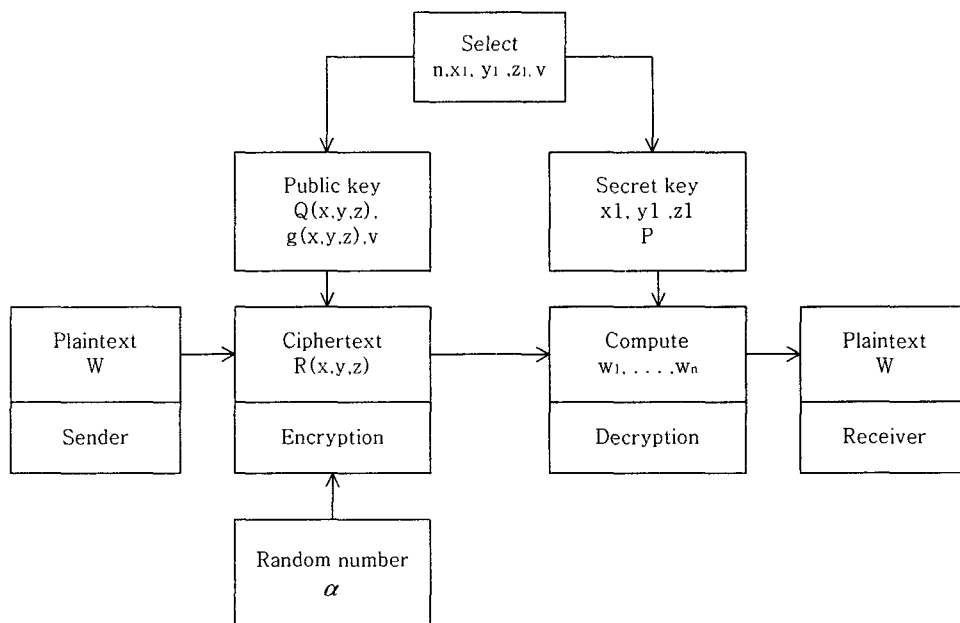 Select
n,x1, y1 ,z1, v
Public key
Q(x,y,z),
g(x,y,z),v
Secret key
x1, y1 ,z1
P
Plaintext
W
Sender
Ciphertext
R(x,y,z)
Encryption
Compute
w1, . . . . ,wn
Decryption
Plaintext
W
Receiver
Random number
α